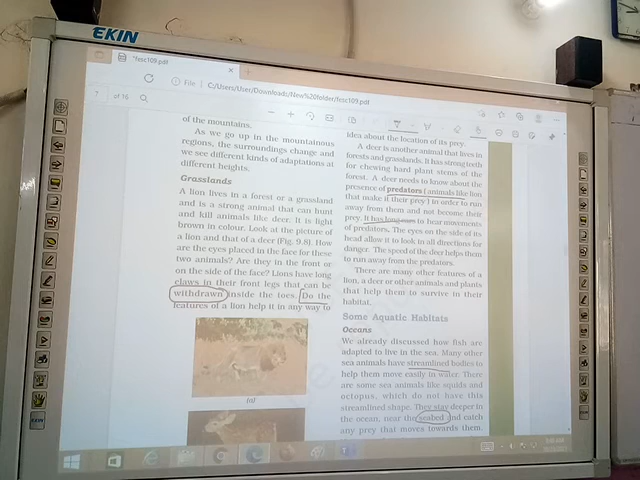 EKIN
*fesc109.pdf
File | C:/Users/User/Downloads/New%20folder/fesc109.pdf
7 of 16
of the mountains.
As we go up in the mountainous
regions, the surroundings change and
we see different kinds of adaptations at
different heights.
Grasslands
A lion lives in a forest or a grassland
and is a strong animal that can hunt
and kill animals like deer. It is light
brown in colour. Look at the picture of
a lion and that of a deer (Fig. 9.8). How
are the eyes placed in the face for these
two animals? Are they in the front or
on the side of the face? Lions have long
claws in their front legs that can be
withdrawn inside the toes. Do the
features of a lion help it in any way to
(a)
idea about the location of its prey.
A deer is another animal that lives in
forests and grasslands. It has strong teeth
for chewing hard plant stems of the
forest. A deer needs to know about the
presence of predators (animals like lion
that make it their prey) in order to run
away from them and not become their
prey. It has long ears to hear movements
of predators. The eyes on the side of its
head allow it to look in all directions for
danger. The speed of the deer helps them
to run away from the predators.
There are many other features of a
lion, a deer or other animals and plants
that help them to survive in their
habitat.
Some Aquatic Habitats
Oceans
We already discussed how fish are
adapted to live in the sea. Many other
sea animals have streamlined bodies to
help them move easily in water. There
are some sea animals like squids and
octopus, which do not have this
streamlined shape. They stay deeper in
the ocean, near the seabed and catch
any prey that moves towards them.
EKIN